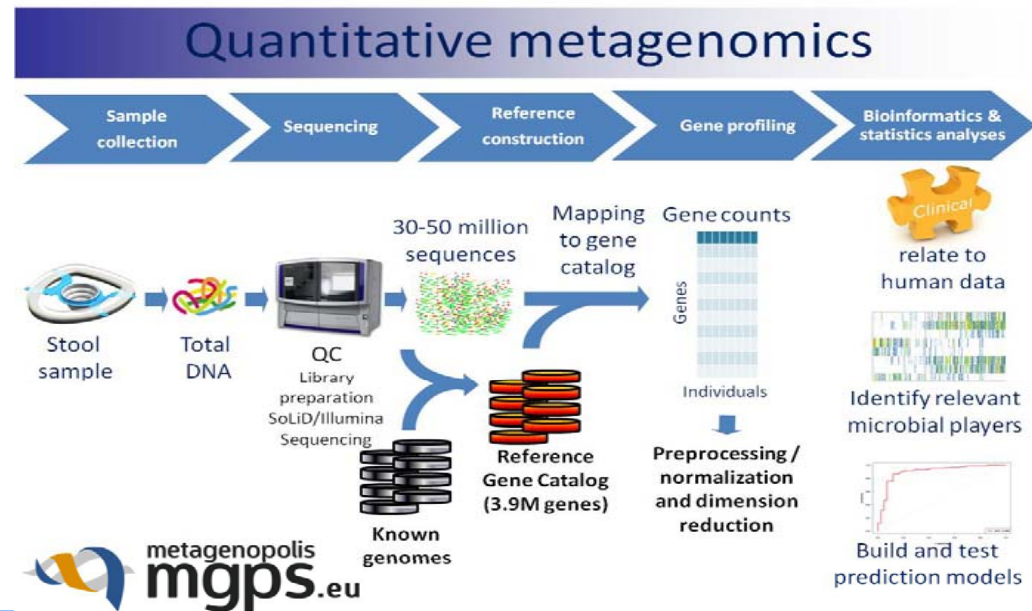 Quantitative metagenomics
Sample
collection
Sequencing
Reference
construction
Gene profiling
Bioinformatics &
statistics analyses
Stool
sample
Total
DNA
QC
Library
preparation
SoLiD/Illumina
Sequencing
30-50 million
sequences
Known
genomes
Reference
Gene Catalog
(3.9M genes)
Mapping
to gene
catalog
Gene counts
Genes
Individuals
Preprocessing /
normalization
and dimension
reduction
Clinical
relate to
human data
Identify relevant
microbial players
Build and test
prediction models
metagenopolis
mgps.eu